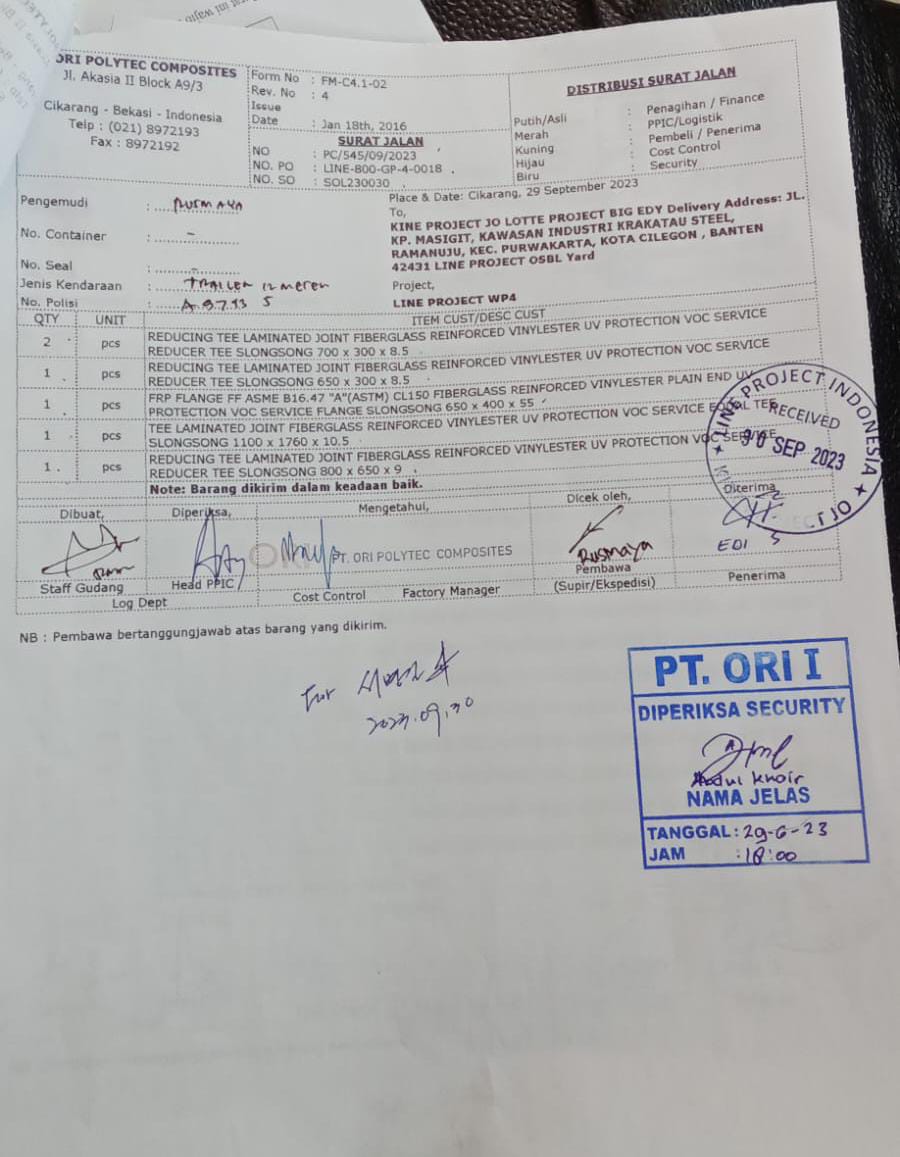 ORI POLYTEC COMPOSITES
Jl. Akasia II Block A9/3
Cikarang - Bekasi - Indonesia
Telp : (021) 8972193
Fax : 8972192
Form No : FM-C4.1-02
Rev. No : 4
Issue
Date : Jan 18th, 2016
SURAT JALAN
NO : PC/545/09/2023
NO. PO : LINE-800-GP-4-0018
NO. SO : SOL230030
DISTRIBUSI SURAT JALAN
Putih/Asli : Penagihan / Finance
Merah : PPIC/Logistik
Kuning : Pembeli / Penerima
Hijau : Cost Control
Biru : Security
Pengemudi : RUSMAYA
No. Container : -
No. Seal : -
Jenis Kendaraan : TRAILER 12 METER
No. Polisi :
Place & Date: Cikarang, 29 September 2023
To,
KINE PROJECT JO LOTTE PROJECT BIG EDY Delivery Address: JL.
KP. MASIGIT, KAWASAN INDUSTRI KRAKATAU STEEL,
RAMANUJU, KEC. PURWAKARTA, KOTA CILEGON , BANTEN
42431 LINE PROJECT OSBL Yard
Project,
LINE PROJECT WP4
QTY UNIT ITEM CUST/DESC CUST
2 pcs REDUCING TEE LAMINATED JOINT FIBERGLASS REINFORCED VINYLESTER UV PROTECTION VOC SERVICE
REDUCER TEE SLONGSONG 700 x 300 x 8.5
1 pcs REDUCING TEE LAMINATED JOINT FIBERGLASS REINFORCED VINYLESTER UV PROTECTION VOC SERVICE
REDUCER TEE SLONGSONG 650 x 300 x 8.5
1 pcs FRP FLANGE FF ASME B16.47 "A"(ASTM) CL150 FIBERGLASS REINFORCED VINYLESTER PLAIN END UV
PROTECTION VOC SERVICE FLANGE SLONGSONG 650 x 400 x 55
1 pcs TEE LAMINATED JOINT FIBERGLASS REINFORCED VINYLESTER UV PROTECTION VOC SERVICE EQUAL TEE
SLONGSONG 1100 x 1760 x 10.5
1 pcs REDUCING TEE LAMINATED JOINT FIBERGLASS REINFORCED VINYLESTER UV PROTECTION VOC SERVICE
REDUCER TEE SLONGSONG 800 x 650 x 9
Note: Barang dikirim dalam keadaan baik.
LINE PROJECT INDONESIA
RECEIVED
30 SEP 2023
Dibuat, Diperiksa, Mengetahui, Dicek oleh, Diterima
PT. ORI POLYTEC COMPOSITES
Rusmaya
EDI S
Staff Gudang Head PPIC Cost Control Factory Manager Pembawa
(Supir/Ekspedisi) Penerima
Log Dept
NB : Pembawa bertanggungjawab atas barang yang dikirim.
For
2023.09.30
PT. ORI I
DIPERIKSA SECURITY
Abdul Khoir
NAMA JELAS
TANGGAL : 29-6-23
JAM : 18:00